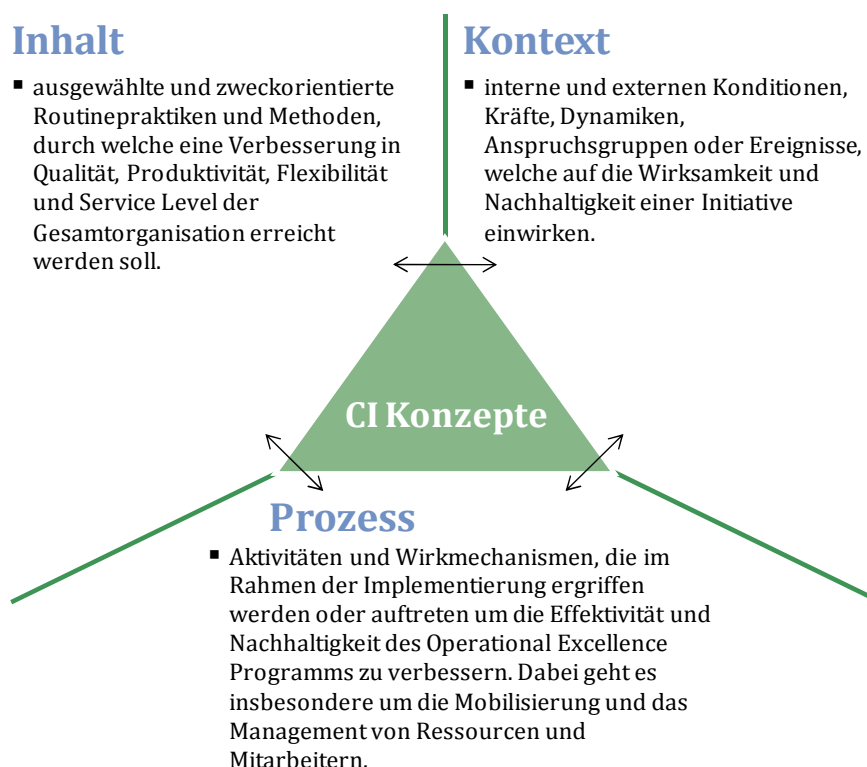 Inhalt
▪ ausgewählte und zweckorientierte
Routinepraktiken und Methoden,
durch welche eine Verbesserung in
Qualität, Produktivität, Flexibilität
und Service Level der
Gesamtorganisation erreicht
werden soll.
Kontext
▪ interne und externen Konditionen,
Kräfte, Dynamiken,
Anspruchsgruppen oder Ereignisse,
welche auf die Wirksamkeit und
Nachhaltigkeit einer Initiative
einwirken.
CI Konzepte
Prozess
▪ Aktivitäten und Wirkmechanismen, die im
Rahmen der Implementierung ergriffen
werden oder auftreten um die Effektivität und
Nachhaltigkeit des Operational Excellence
Programms zu verbessern. Dabei geht es
insbesondere um die Mobilisierung und das
Management von Ressourcen und
Mitarbeitern.